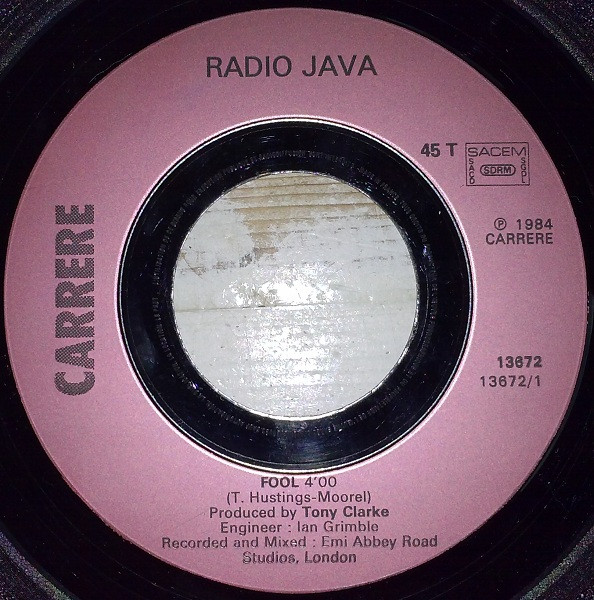 RADIO JAVA
45 T
SACEM
SACD
SDRM
SGDL
℗ 1984
CARRERE
CARRERE
13672
13672/1
FOOL 4'00
(T. Hustings-Moorel)
Produced by Tony Clarke
Engineer : Ian Grimble
Recorded and Mixed : Emi Abbey Road
Studios, London